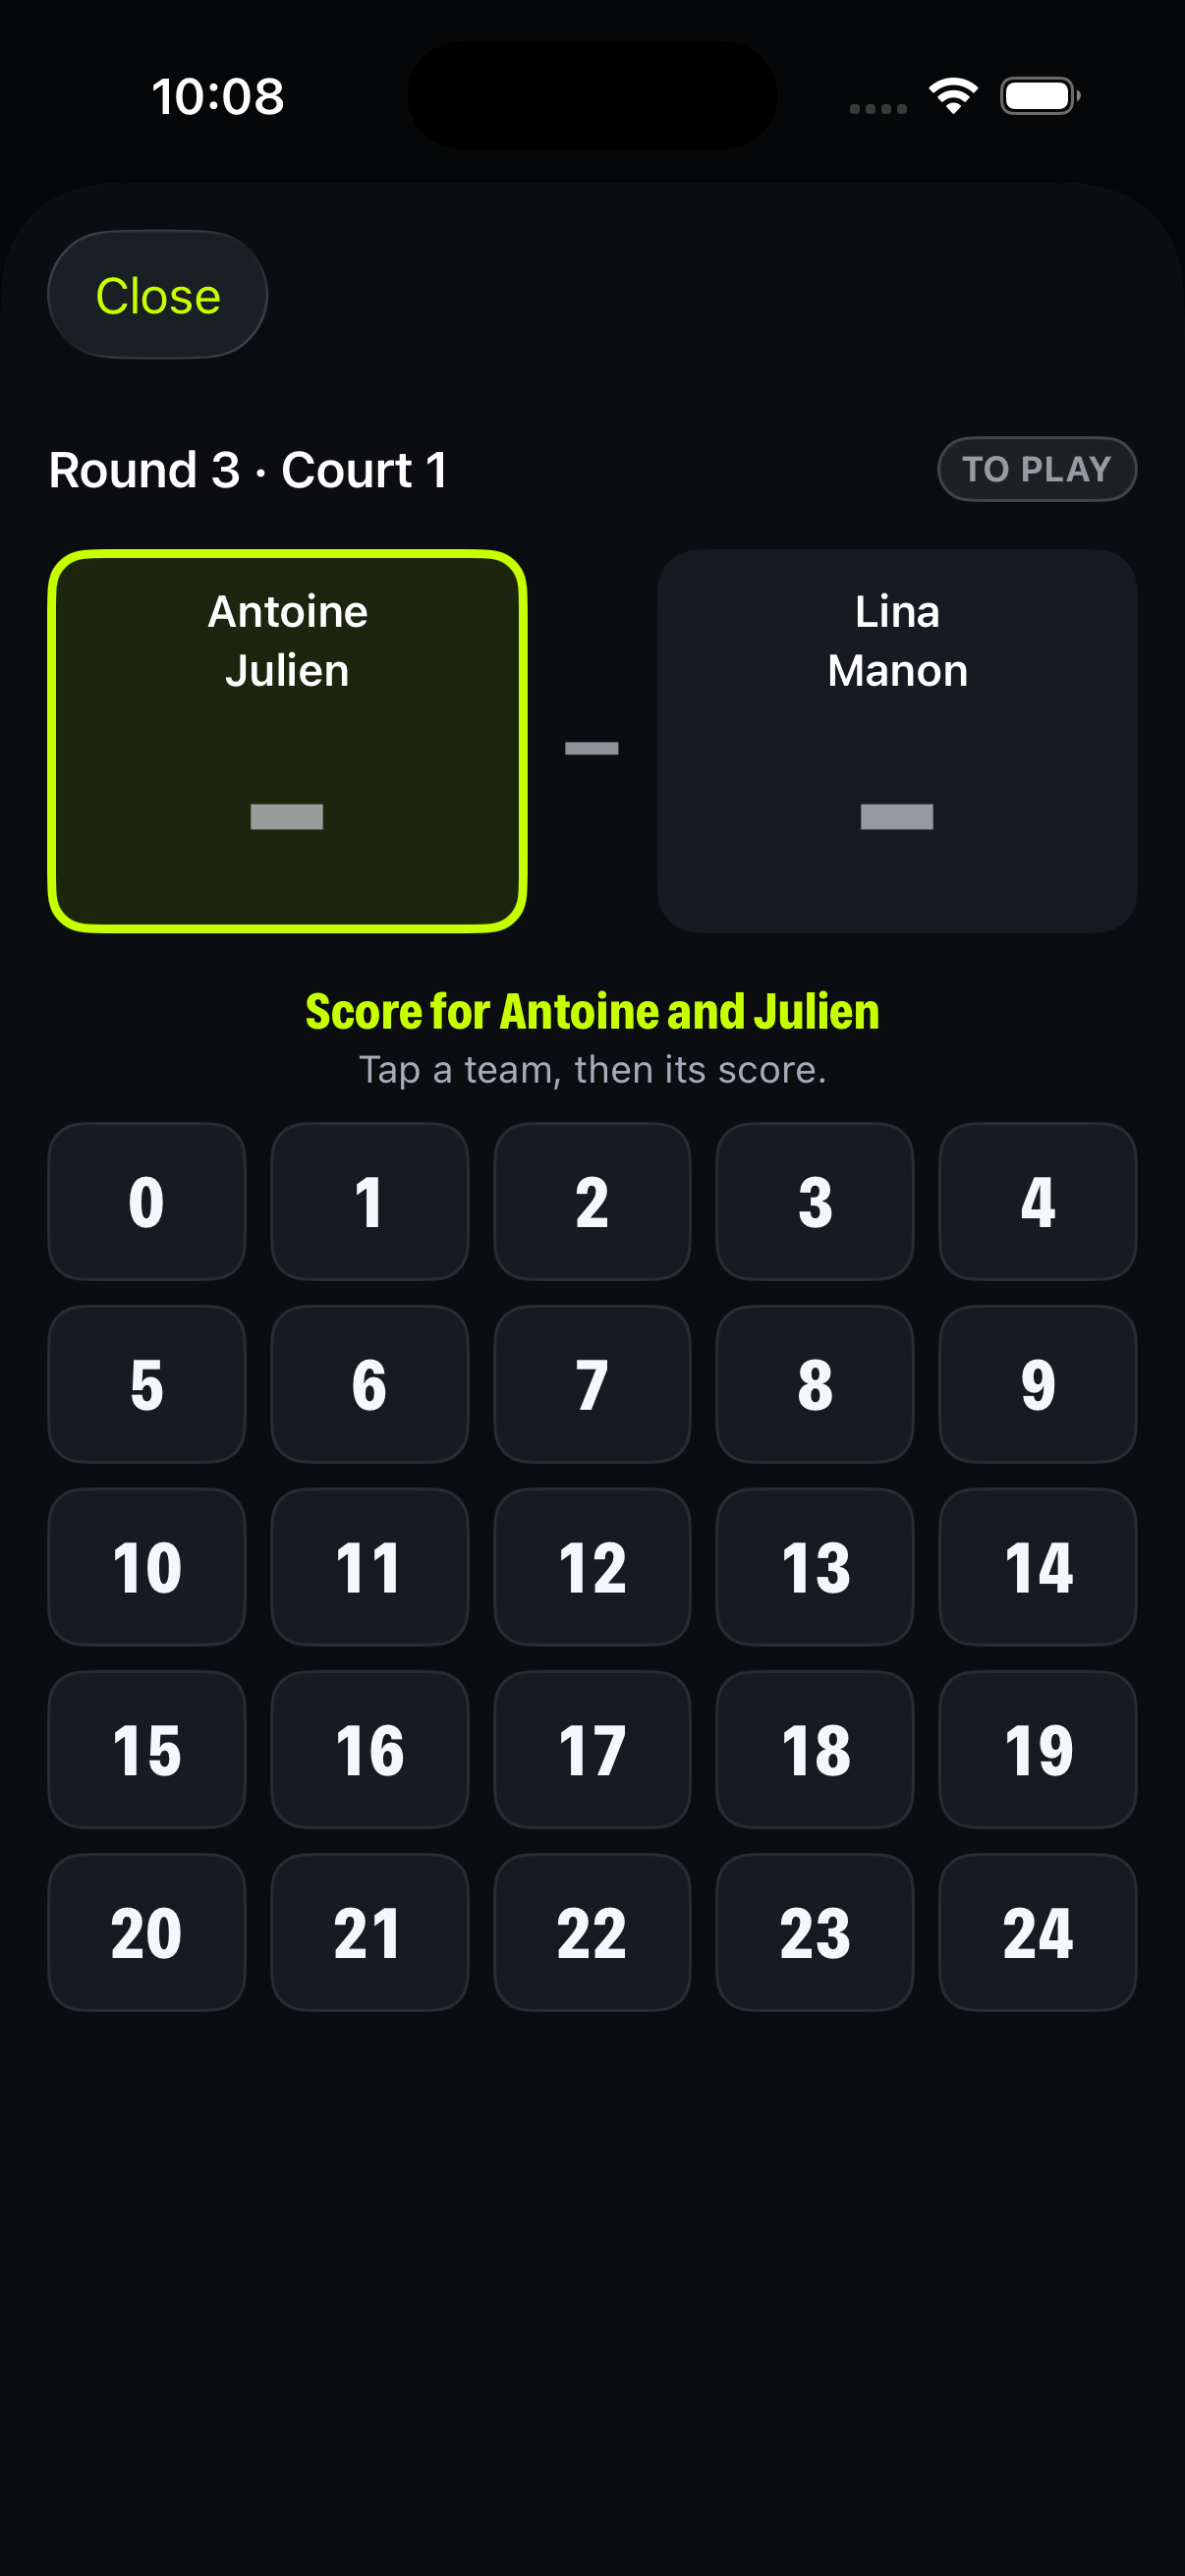 10:08
Close
Round 3 · Court 1
TO PLAY
Antoine
Julien
–
–
Lina
Manon
–
Score for Antoine and Julien
Tap a team, then its score.
0 1 2 3 4
5 6 7 8 9
10 11 12 13 14
15 16 17 18 19
20 21 22 23 24